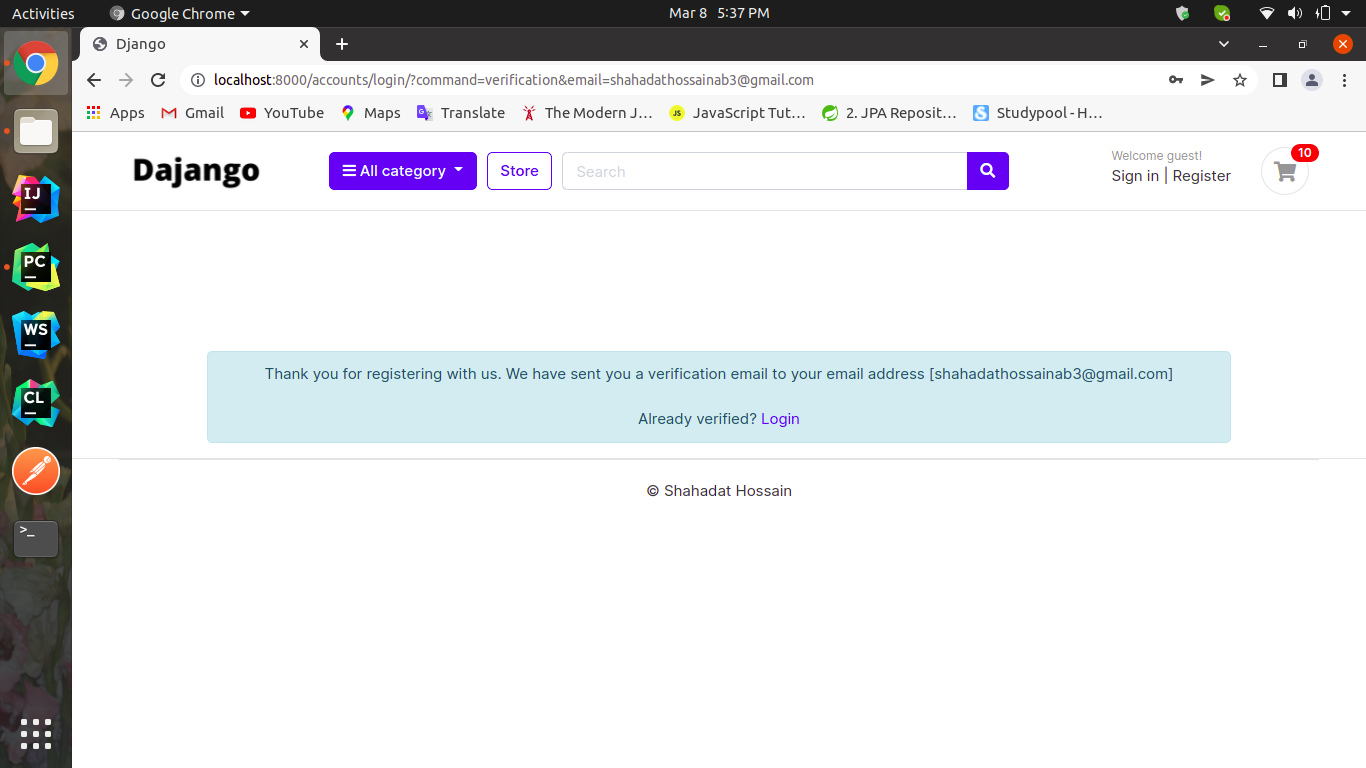 Activities Google Chrome Mar 8 5:37 PM
Django
localhost:8000/accounts/login/?command=verification&email=shahadathossainab3@gmail.com
Apps Gmail YouTube Maps Translate The Modern J… JS JavaScript Tut… 2. JPA Reposit… S Studypool - H…
Dajango All category Store Search
Welcome guest!
Sign in | Register
10
IJ
PC
WS
CL
>_
Thank you for registering with us. We have sent you a verification email to your email address [shahadathossainab3@gmail.com]
Already verified? Login
© Shahadat Hossain